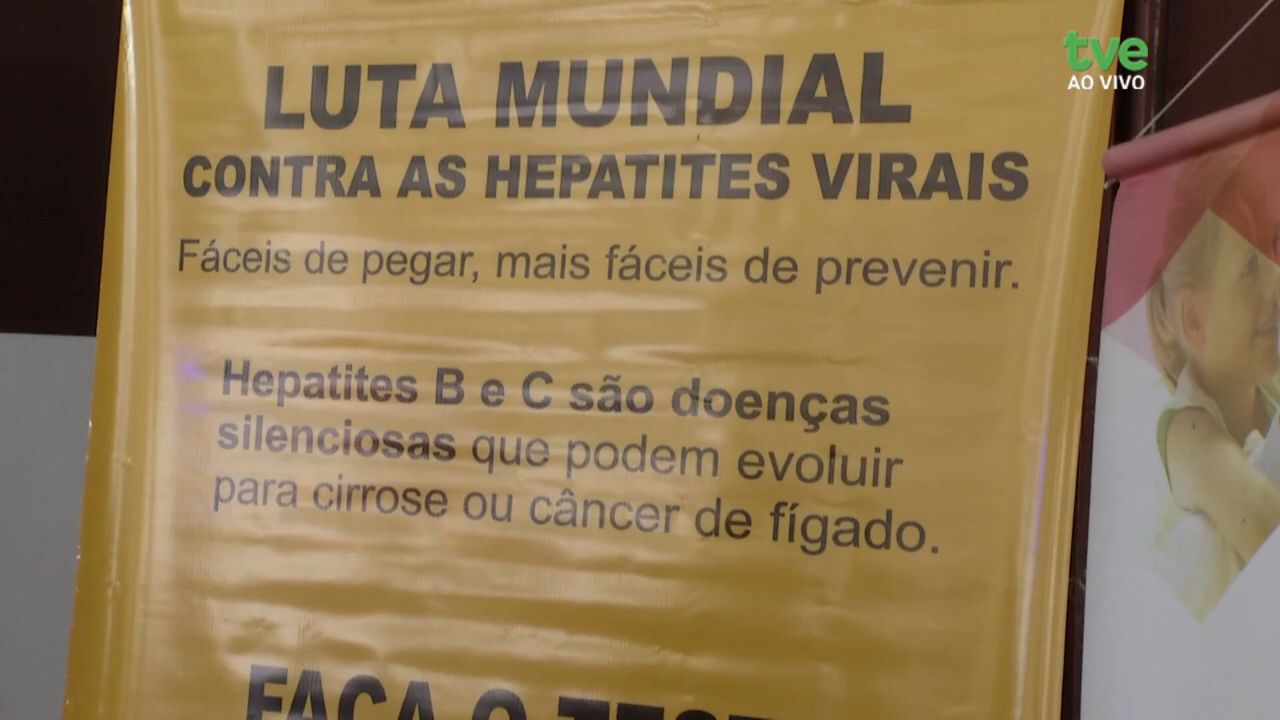 tve
AO VIVO
LUTA MUNDIAL
CONTRA AS HEPATITES VIRAIS
Fáceis de pegar, mais fáceis de prevenir.
Hepatites B e C são doenças
silenciosas que podem evoluir
para cirrose ou câncer de fígado.
FAÇA O TEST